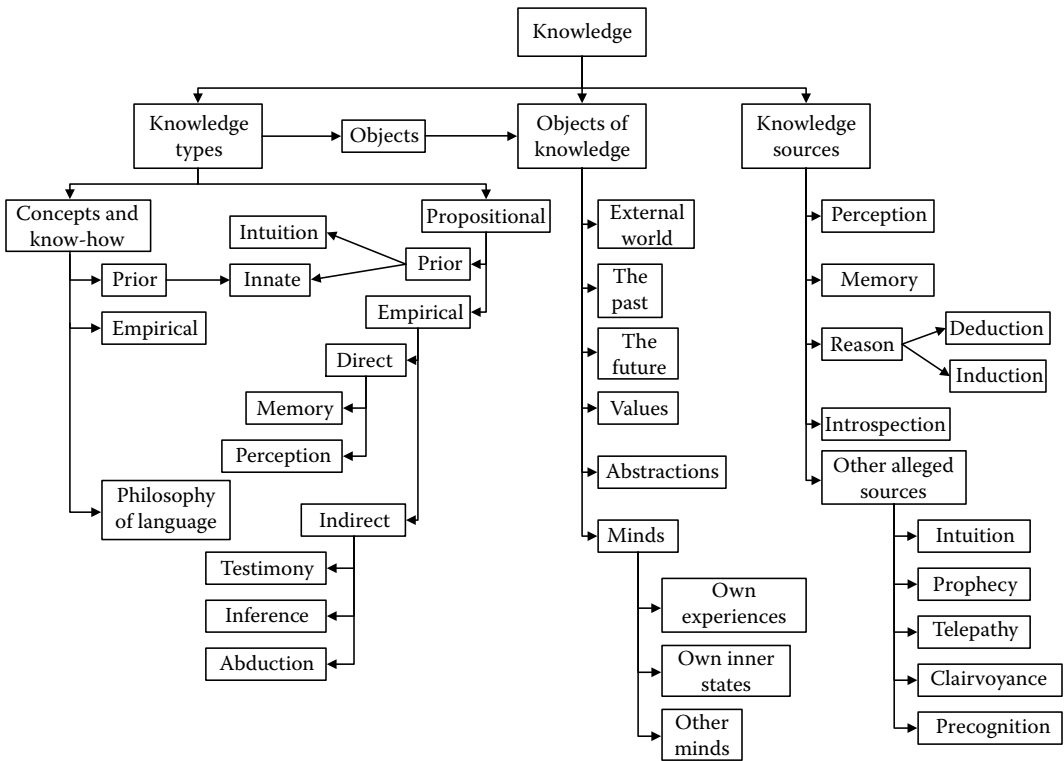 Knowledge
Knowledge
types
Objects
Objects of
knowledge
Knowledge
sources
Concepts and
know-how
Propositional
Intuition
Prior
Innate
Prior
Empirical
Empirical
Direct
Memory
Perception
Philosophy
of language
Indirect
Testimony
Inference
Abduction
External
world
The
past
The
future
Values
Abstractions
Minds
Own
experiences
Own inner
states
Other
minds
Perception
Memory
Reason
Deduction
Induction
Introspection
Other alleged
sources
Intuition
Prophecy
Telepathy
Clairvoyance
Precognition